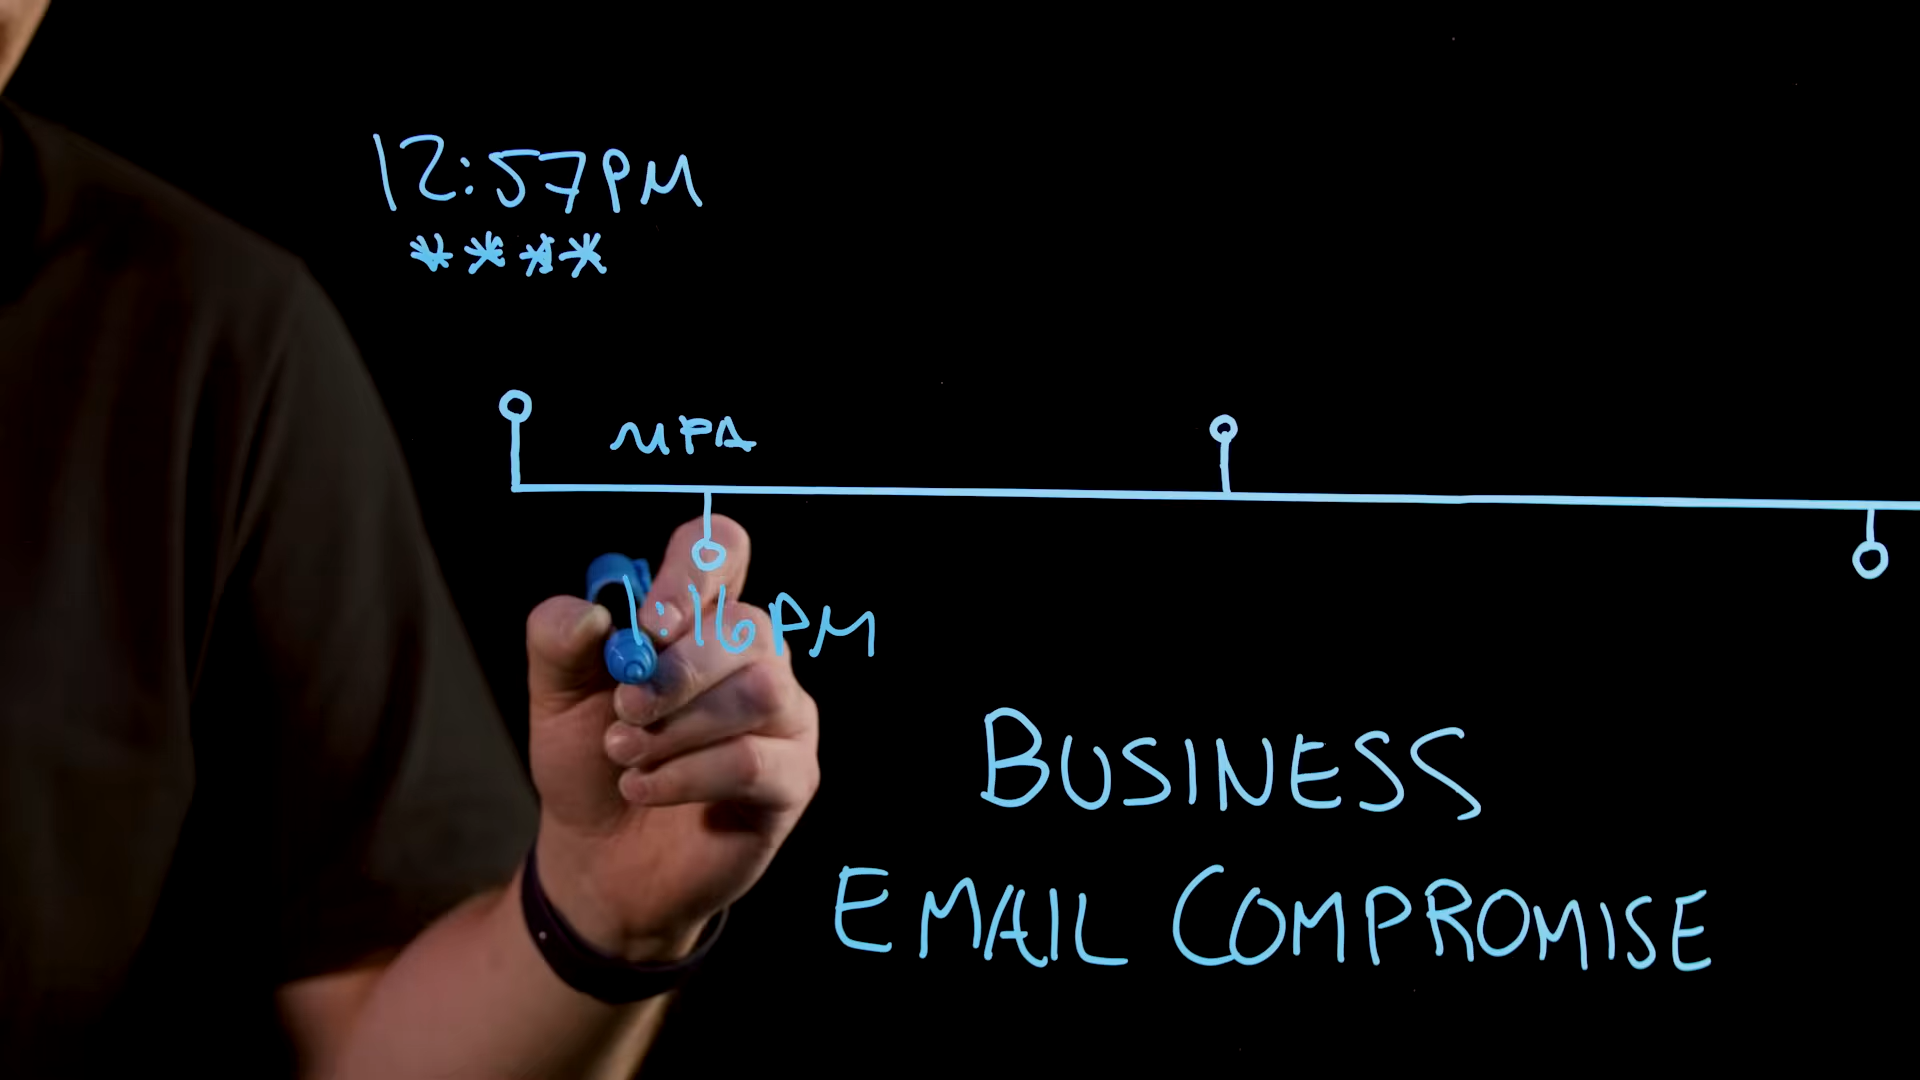 12:57PM
****
MFA
1:16PM
BUSINESS
EMAIL COMPROMISE